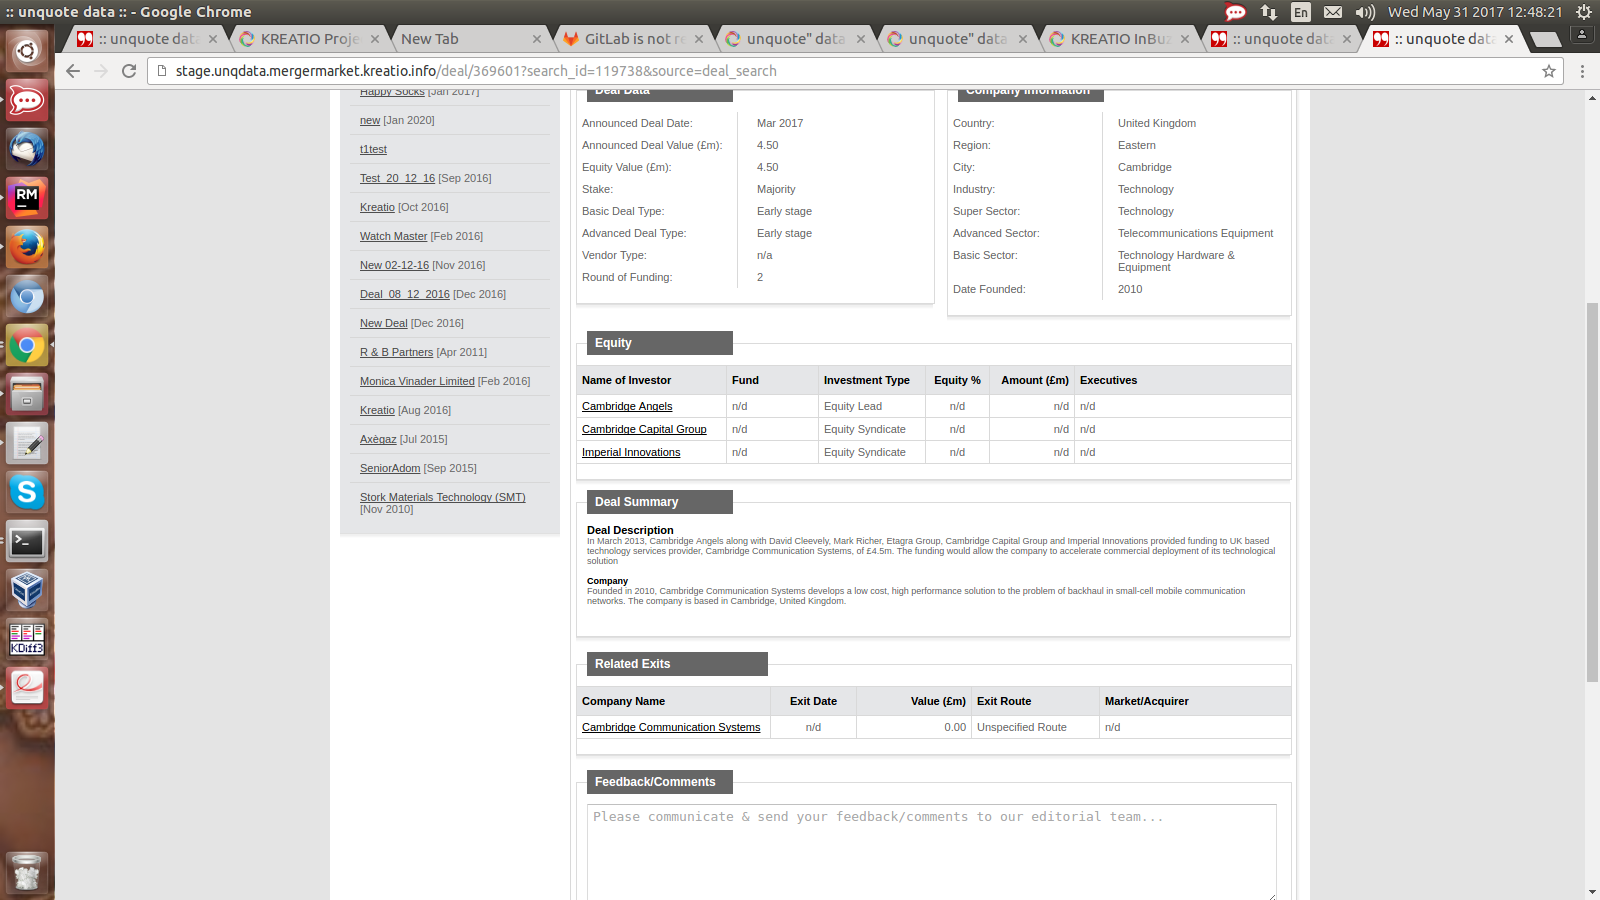 :: unquote data :: - Google Chrome
En
Wed May 31 2017 12:48:21
:: unquote data
KREATIO Proje
New Tab
GitLab is not re
unquote" data
unquote" data
KREATIO InBuz
:: unquote data
:: unquote data
stage.unqdata.mergermarket.kreatio.info/deal/369601?search_id=119738&source=deal_search
Happy Socks [Jan 2017]
new [Jan 2020]
t1test
Test_20_12_16 [Sep 2016]
Kreatio [Oct 2016]
Watch Master [Feb 2016]
New 02-12-16 [Nov 2016]
Deal_08_12_2016 [Dec 2016]
New Deal [Dec 2016]
R & B Partners [Apr 2011]
Monica Vinader Limited [Feb 2016]
Kreatio [Aug 2016]
Axèqaz [Jul 2015]
SeniorAdom [Sep 2015]
Stork Materials Technology (SMT)
[Nov 2010]
Deal Data
Announced Deal Date: Mar 2017
Announced Deal Value (£m): 4.50
Equity Value (£m): 4.50
Stake: Majority
Basic Deal Type: Early stage
Advanced Deal Type: Early stage
Vendor Type: n/a
Round of Funding: 2
Company Information
Country: United Kingdom
Region: Eastern
City: Cambridge
Industry: Technology
Super Sector: Technology
Advanced Sector: Telecommunications Equipment
Basic Sector: Technology Hardware &
Equipment
Date Founded: 2010
Equity
Name of Investor Fund Investment Type Equity % Amount (£m) Executives
Cambridge Angels n/d Equity Lead n/d n/d n/d
Cambridge Capital Group n/d Equity Syndicate n/d n/d n/d
Imperial Innovations n/d Equity Syndicate n/d n/d n/d
Deal Summary
Deal Description
In March 2013, Cambridge Angels along with David Cleevely, Mark Richer, Etagra Group, Cambridge Capital Group and Imperial Innovations provided funding to UK based
technology services provider, Cambridge Communication Systems, of £4.5m. The funding would allow the company to accelerate commercial deployment of its technological
solution
Company
Founded in 2010, Cambridge Communication Systems develops a low cost, high performance solution to the problem of backhaul in small-cell mobile communication
networks. The company is based in Cambridge, United Kingdom.
Related Exits
Company Name Exit Date Value (£m) Exit Route Market/Acquirer
Cambridge Communication Systems n/d 0.00 Unspecified Route n/d
Feedback/Comments
Please communicate & send your feedback/comments to our editorial team...
RM
S
KDiff3